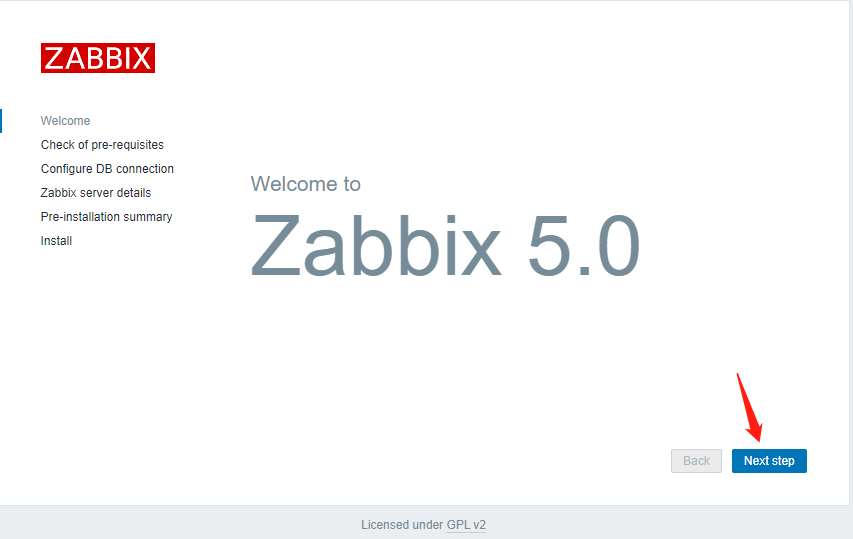 ZABBIX
Welcome
Check of pre-requisites
Configure DB connection
Zabbix server details
Pre-installation summary
Install
Welcome to
Zabbix 5.0
Back
Next step
Licensed under GPL v2